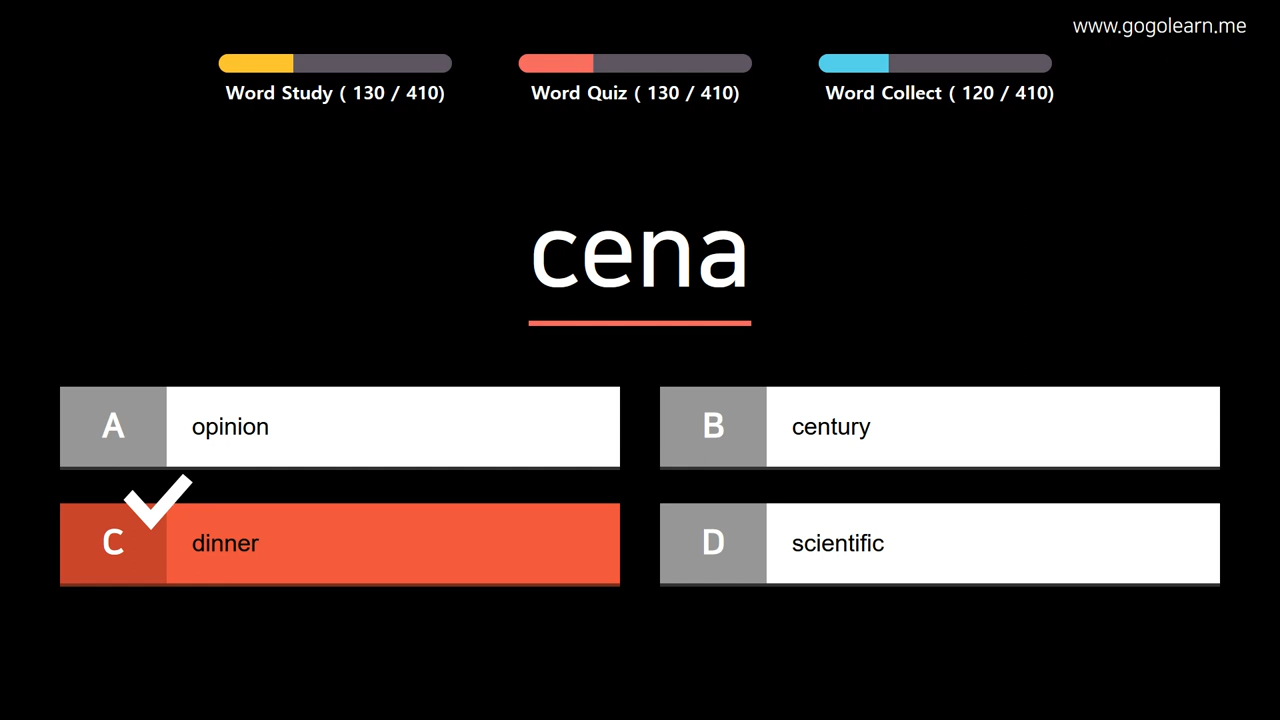 www.gogolearn.me
Word Study ( 130 / 410)
Word Quiz ( 130 / 410)
Word Collect ( 120 / 410)
cena
A opinion
B century
C dinner
D scientific